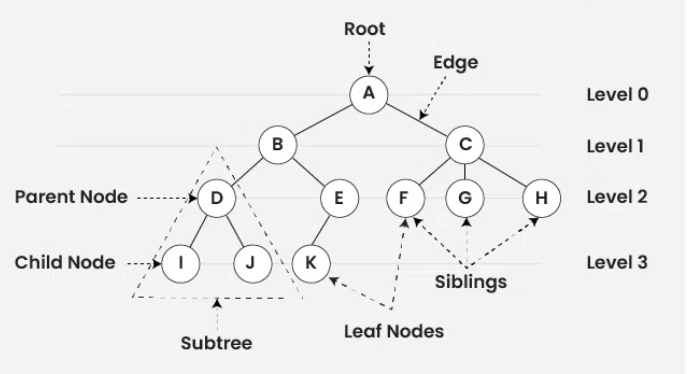 Root
Edge
A
Level 0
B
C
Level 1
Parent Node
D
E
F
G
H
Level 2
Child Node
I
J
K
Level 3
Siblings
Leaf Nodes
Subtree